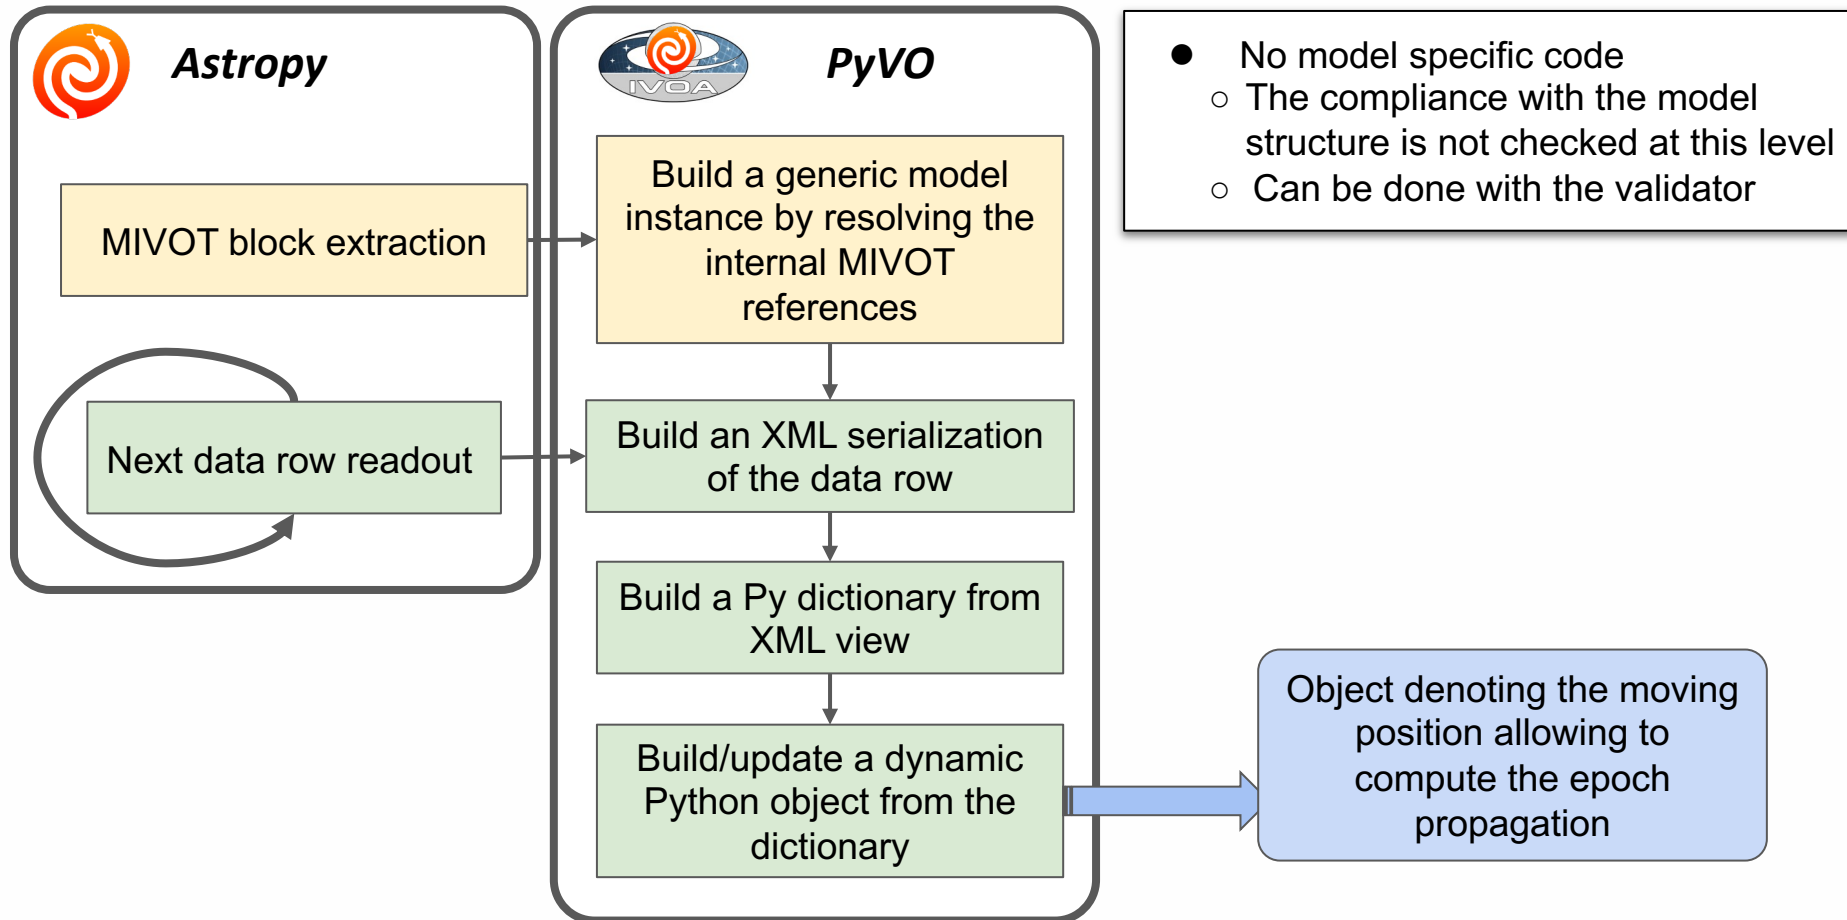 Astropy
MIVOT block extraction
Next data row readout
IVOA
PyVO
Build a generic model
instance by resolving the
internal MIVOT
references
Build an XML serialization
of the data row
Build a Py dictionary from
XML view
Build/update a dynamic
Python object from the
dictionary
● No model specific code
○ The compliance with the model
structure is not checked at this level
○ Can be done with the validator
Object denoting the moving
position allowing to
compute the epoch
propagation